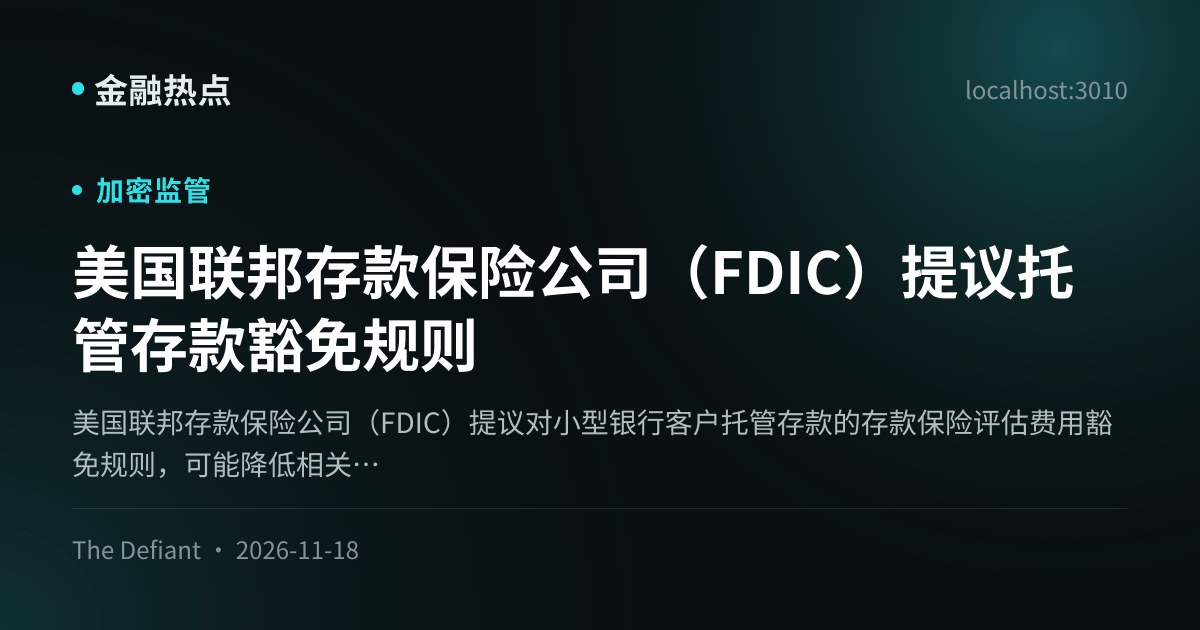 金融热点
localhost:3010
加密监管
美国联邦存款保险公司（FDIC）提议托
管存款豁免规则
美国联邦存款保险公司（FDIC）提议对小型银行客户托管存款的存款保险评估费用豁
免规则，可能降低相关…
The Defiant • 2026-11-18